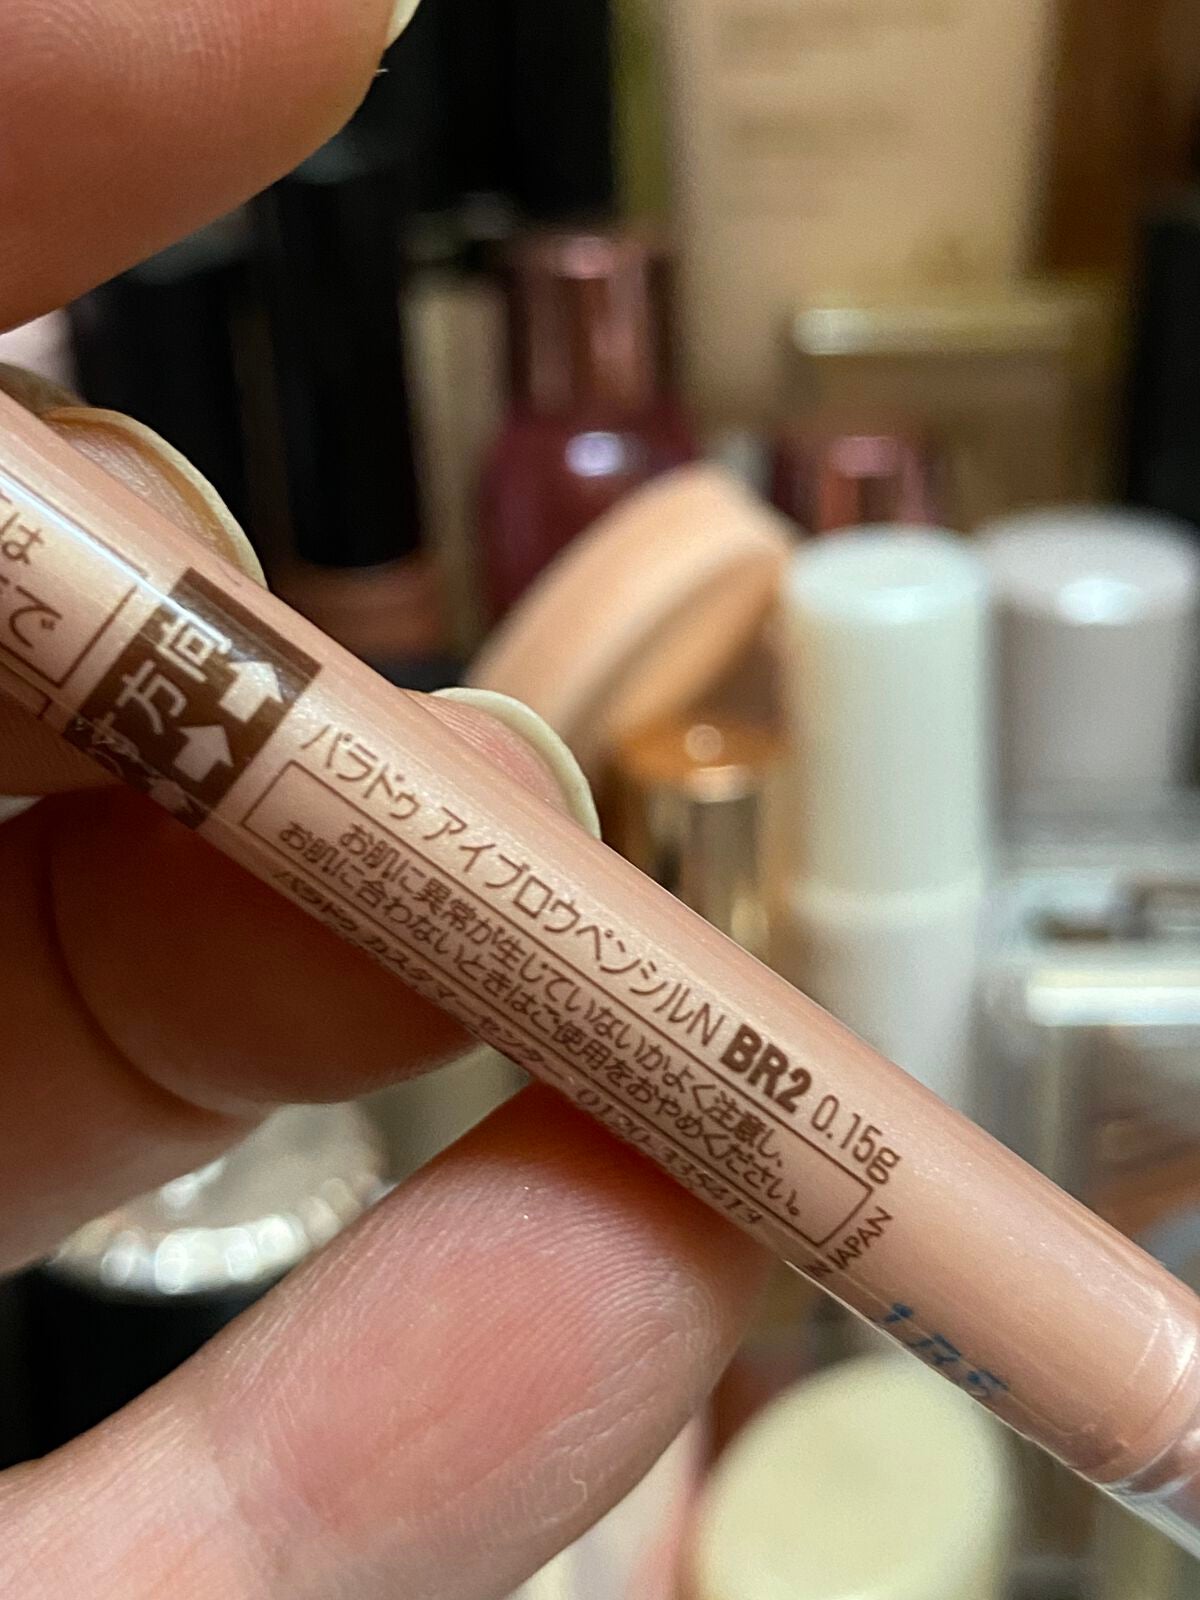 方向
パラドゥ アイブロウペンシルN BR2 0.15g
お肌に異常が生じていないかよく注意し、
お肌に合わないときはご使用をおやめください。
パラドゥカスタマーセンター 0120-335413
IN JAPAN